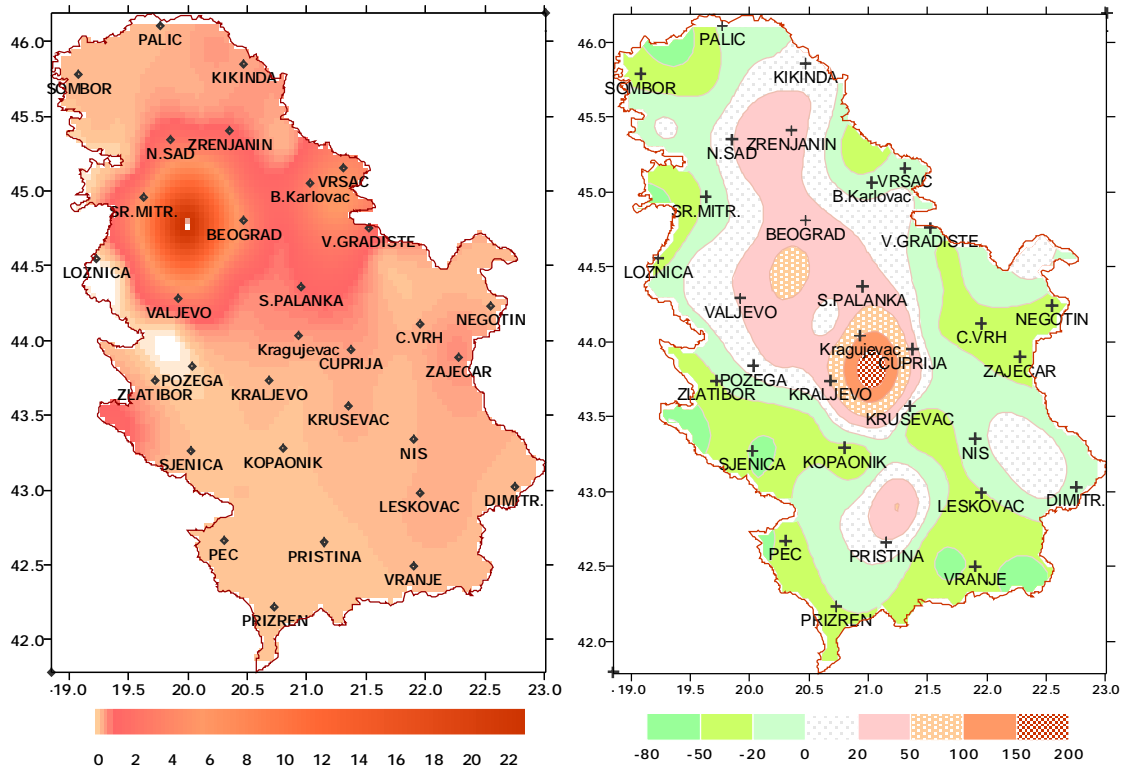 46.0
45.5
45.0
44.5
44.0
43.5
43.0
42.5
42.0
PALIC
KIKINDA
SOMBOR
N.SAD
ZRENJANIN
VRSAC
B.Karlovac
SR.MITR.
BEOGRAD
V.GRADISTE
LOZNICA
S.PALANKA
VALJEVO
NEGOTIN
C.VRH
Kragujevac
CUPRIJA
ZAJECAR
POZEGA
ZLATIBOR
KRALJEVO
KRUSEVAC
NIS
KOPAONIK
SJENICA
LESKOVAC
DIMITR.
PEC
PRISTINA
VRANJE
PRIZREN
19.0 19.5 20.0 20.5 21.0 21.5 22.0 22.5 23.0
0 2 4 6 8 10 12 14 16 18 20 22
46.0
45.5
45.0
44.5
44.0
43.5
43.0
42.5
42.0
PALIC
KIKINDA
SOMBOR
N.SAD
ZRENJANIN
VRSAC
B.Karlovac
SR.MITR.
BEOGRAD
V.GRADISTE
LOZNICA
S.PALANKA
VALJEVO
NEGOTIN
C.VRH
Kragujevac
CUPRIJA
ZAJECAR
POZEGA
ZLATIBOR
KRALJEVO
KRUSEVAC
NIS
KOPAONIK
SJENICA
LESKOVAC
DIMITR.
PEC
PRISTINA
VRANJE
PRIZREN
19.0 19.5 20.0 20.5 21.0 21.5 22.0 22.5 23.0
-80 -50 -20 0 20 50 100 150 200